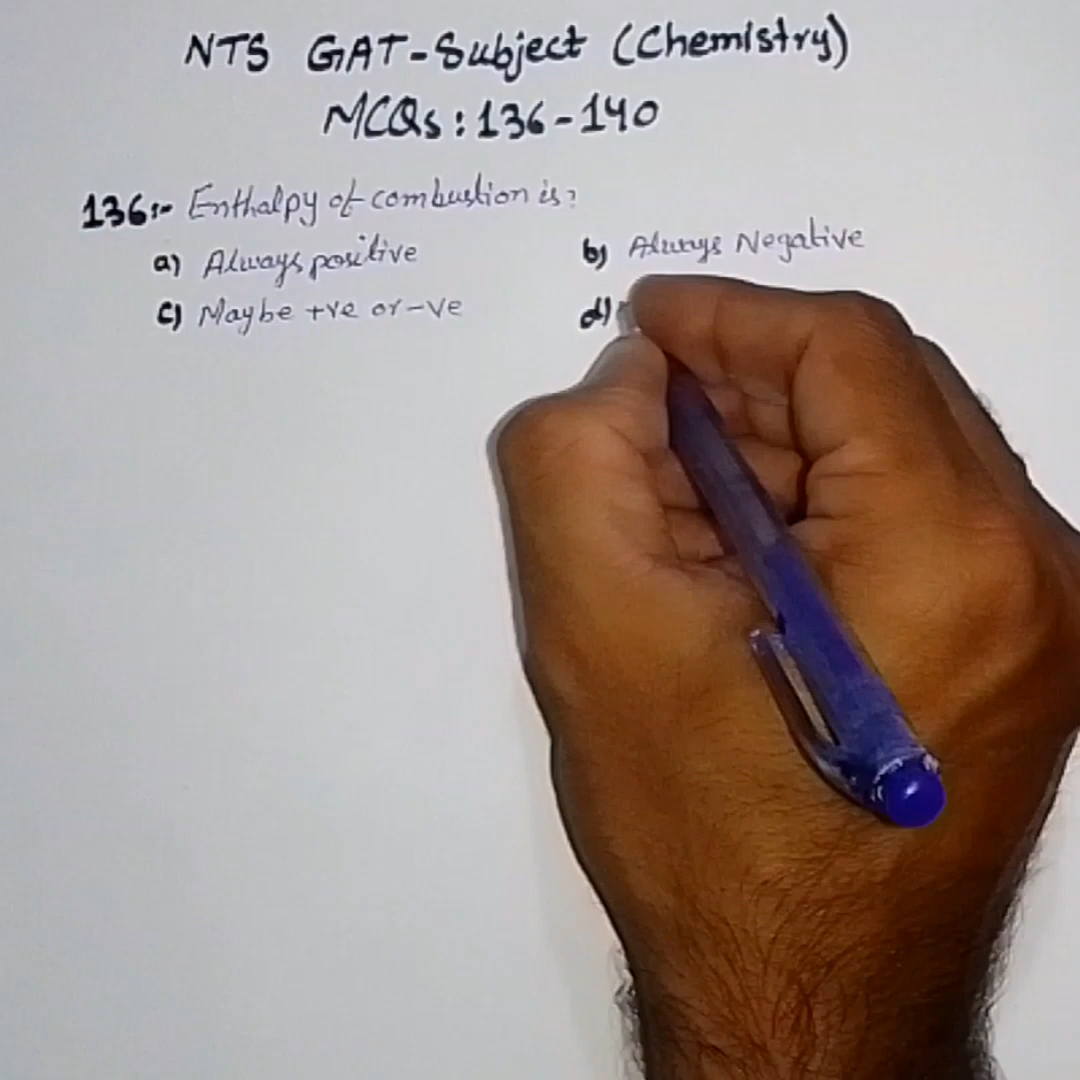 NTS GAT-Subject (Chemistry)
MCQs: 136-140
136:- Enthalpy of combustion is?
a) Always positive b) Always Negative
c) Maybe +ve or -ve d)